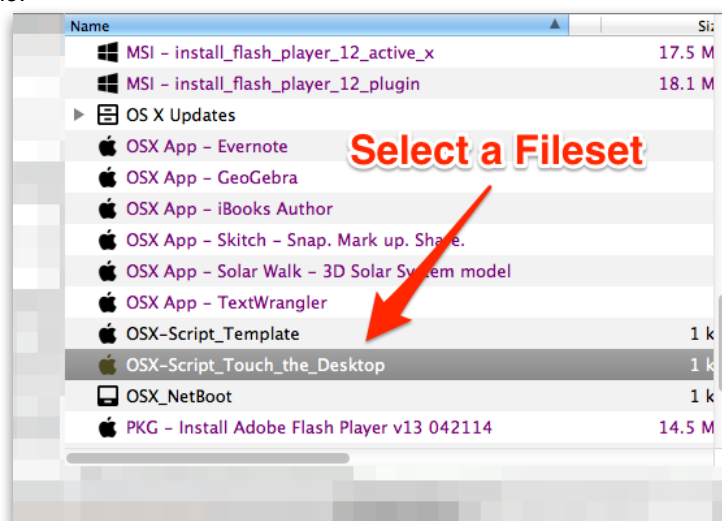 Name Si
MSI – install_flash_player_12_active_x 17.5 M
MSI – install_flash_player_12_plugin 18.1 M
OS X Updates
OSX App – Evernote
Select a Fileset
OSX App – GeoGebra
OSX App – iBooks Author
OSX App – Skitch – Snap. Mark up. Share.
OSX App – Solar Walk – 3D Solar System model
OSX App – TextWrangler
OSX-Script_Template 1 k
OSX-Script_Touch_the_Desktop 1 k
OSX_NetBoot 1 k
PKG – Install Adobe Flash Player v13 042114 14.5 M